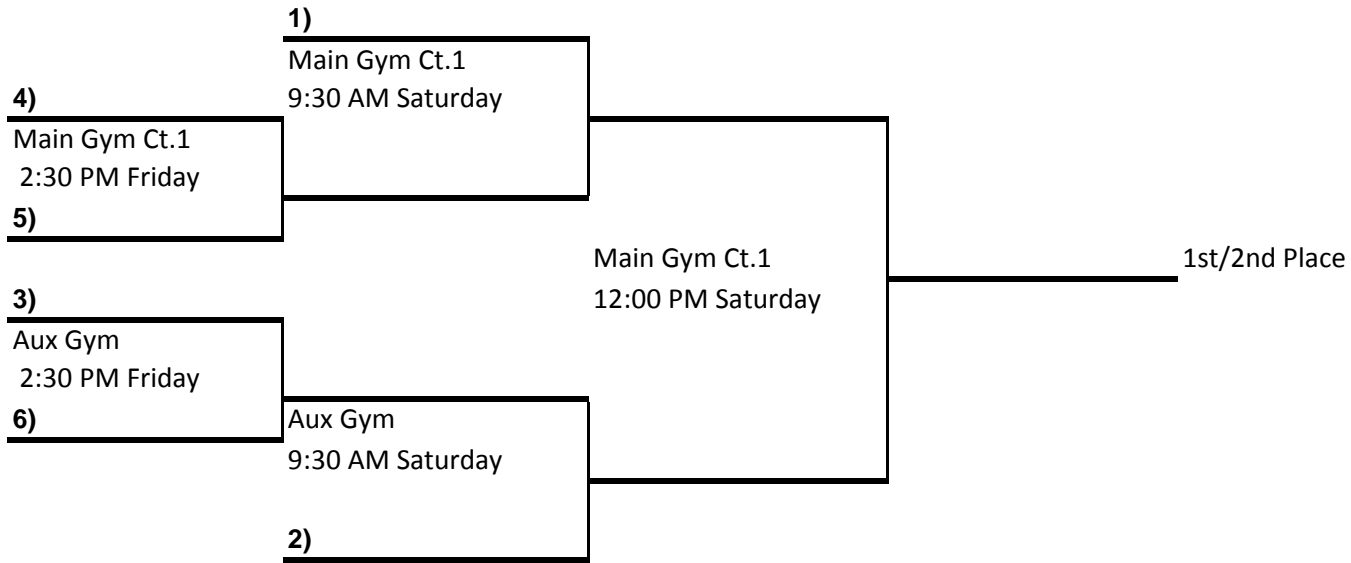 1)
Main Gym Ct.1
9:30 AM Saturday
4)
Main Gym Ct.1
2:30 PM Friday
5)
Main Gym Ct.1
12:00 PM Saturday
1st/2nd Place
3)
Aux Gym
2:30 PM Friday
6)
Aux Gym
9:30 AM Saturday
2)